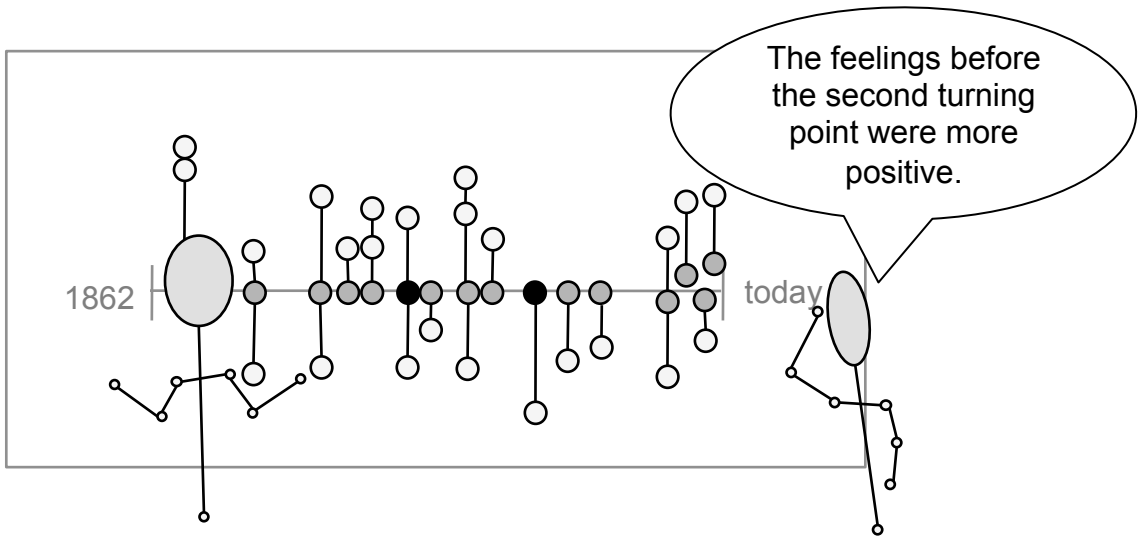 The feelings before
the second turning
point were more
positive.
1862
today